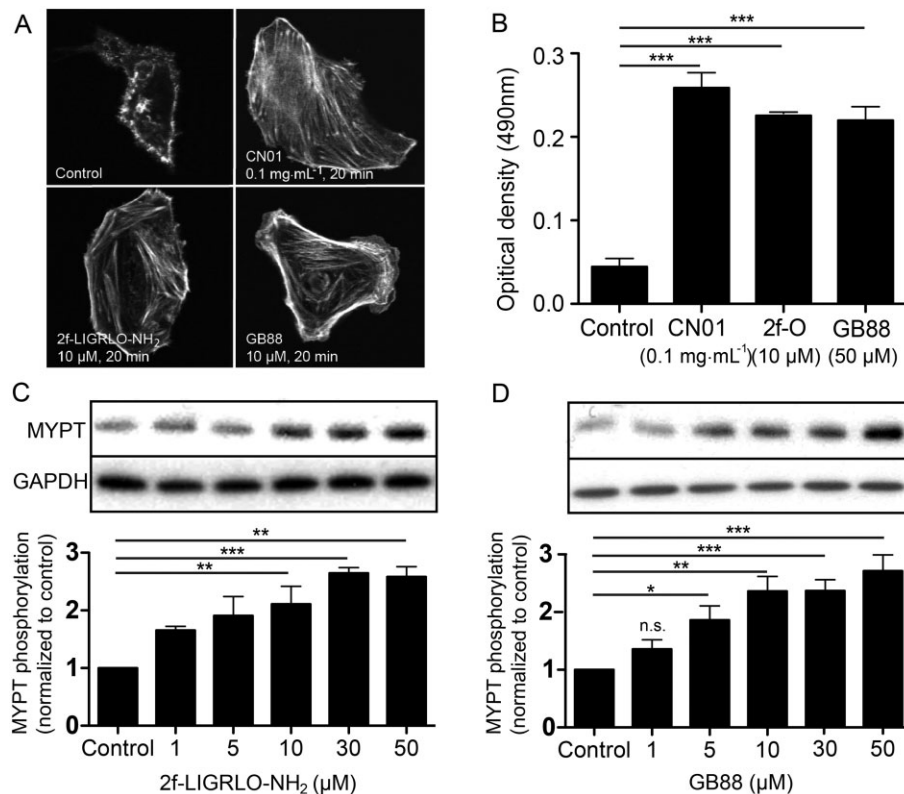 A
Control
CN01
0.1 mg·mL⁻¹, 20 min
2f-LIGRLO-NH₂
10 µM, 20 min
GB88
10 µM, 20 min
B
***
***
***
Opitical density (490nm)
0.3
0.2
0.1
0.0
Control CN01 2f-O GB88
(0.1 mg·mL⁻¹)(10 µM) (50 µM)
C
MYPT
GAPDH
**
***
**
MYPT phosphorylation
(normalized to control)
3
2
1
0
Control 1 5 10 30 50
2f-LIGRLO-NH₂ (µM)
D
***
***
**
*
n.s.
MYPT phosphorylation
(normalized to control)
3
2
1
0
Control 1 5 10 30 50
GB88 (µM)